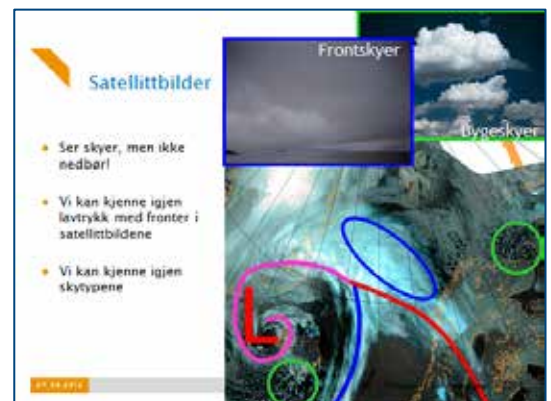 Satellittbilder
Ser skyer, men ikke
nedbør!
Vi kan kjenne igjen
lavtrykk med fronter i
satellittbildene
Vi kan kjenne igjen
skytypene
Frontskyer
Bygeskyer
L